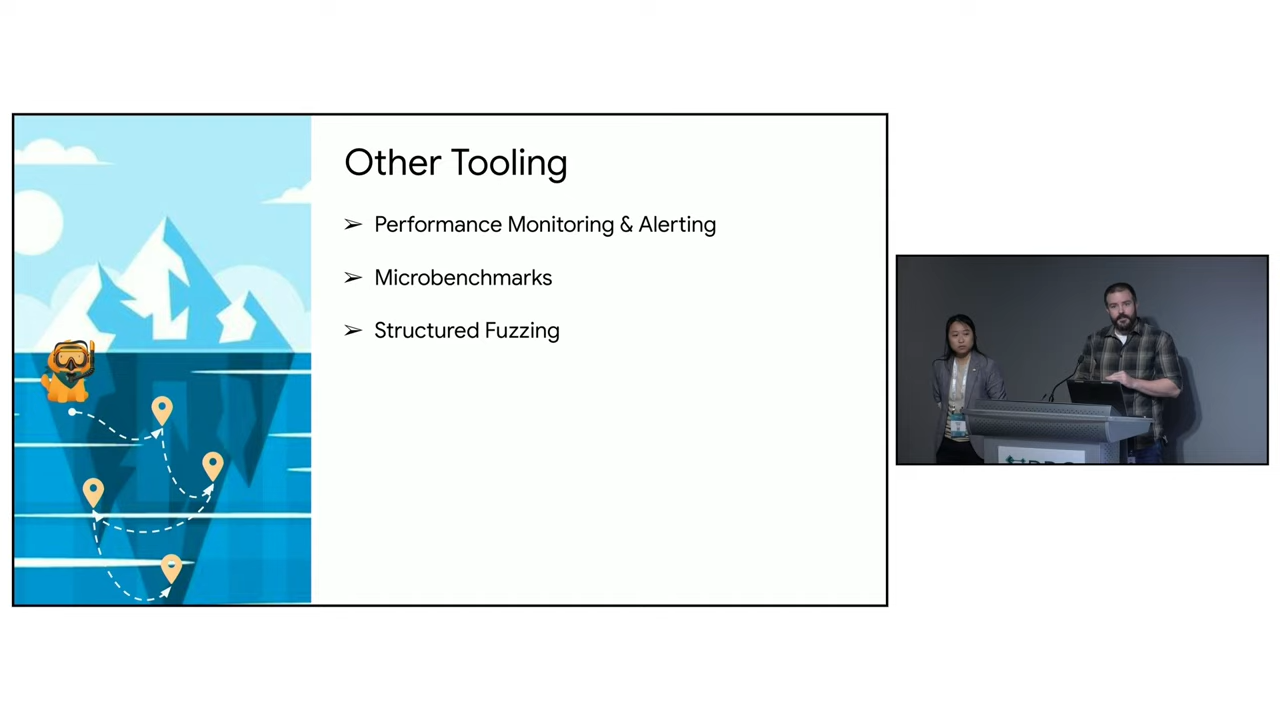 Other Tooling
➢ Performance Monitoring & Alerting
➢ Microbenchmarks
➢ Structured Fuzzing